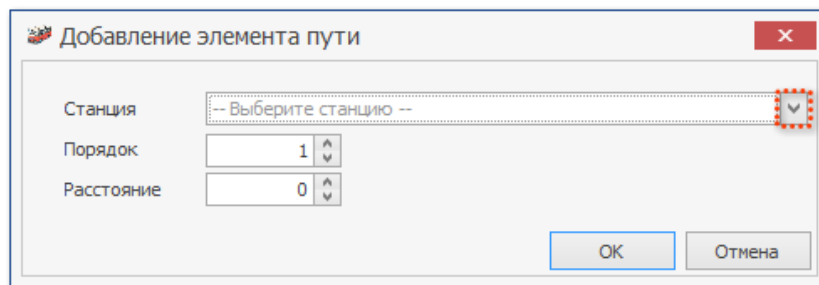 Добавление элемента пути
Станция -- Выберите станцию --
Порядок 1
Расстояние 0
OK Отмена